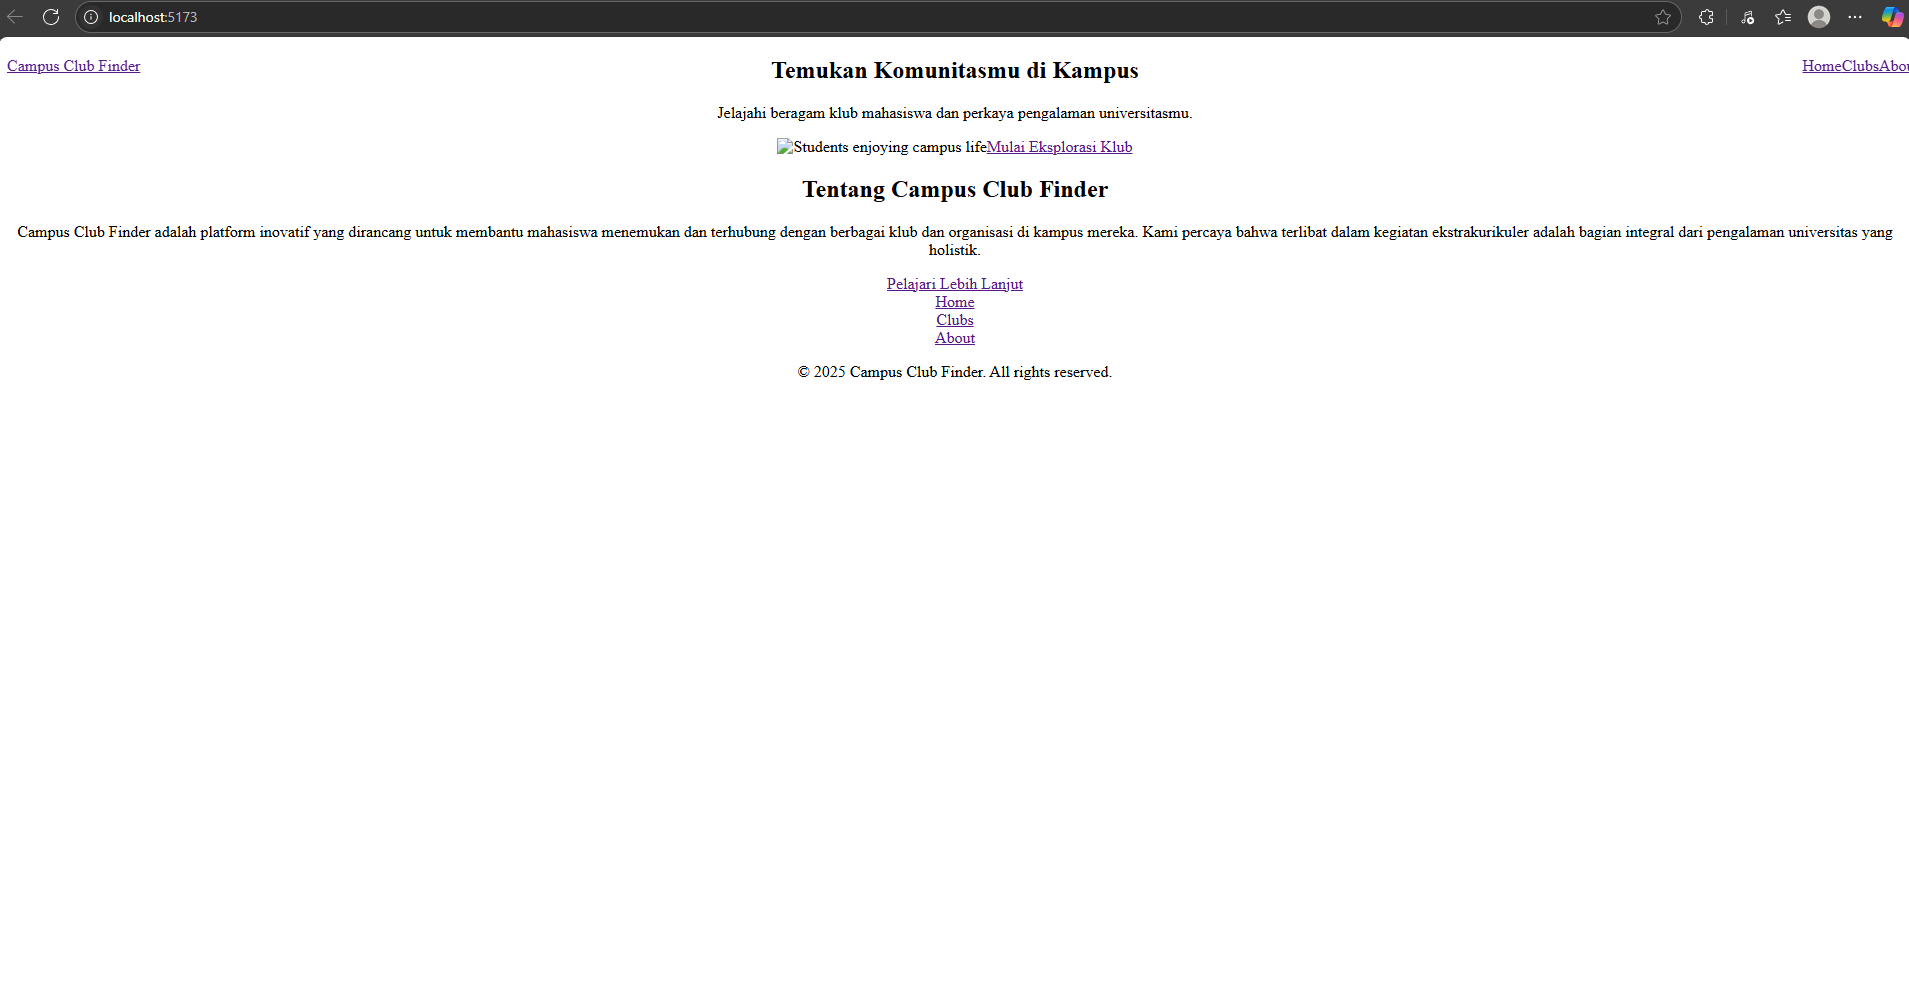 localhost:5173
Campus Club Finder
HomeClubsAbou
Temukan Komunitasmu di Kampus
Jelajahi beragam klub mahasiswa dan perkaya pengalaman universitasmu.
Students enjoying campus lifeMulai Eksplorasi Klub
Tentang Campus Club Finder
Campus Club Finder adalah platform inovatif yang dirancang untuk membantu mahasiswa menemukan dan terhubung dengan berbagai klub dan organisasi di kampus mereka. Kami percaya bahwa terlibat dalam kegiatan ekstrakurikuler adalah bagian integral dari pengalaman universitas yang
holistik.
Pelajari Lebih Lanjut
Home
Clubs
About
© 2025 Campus Club Finder. All rights reserved.